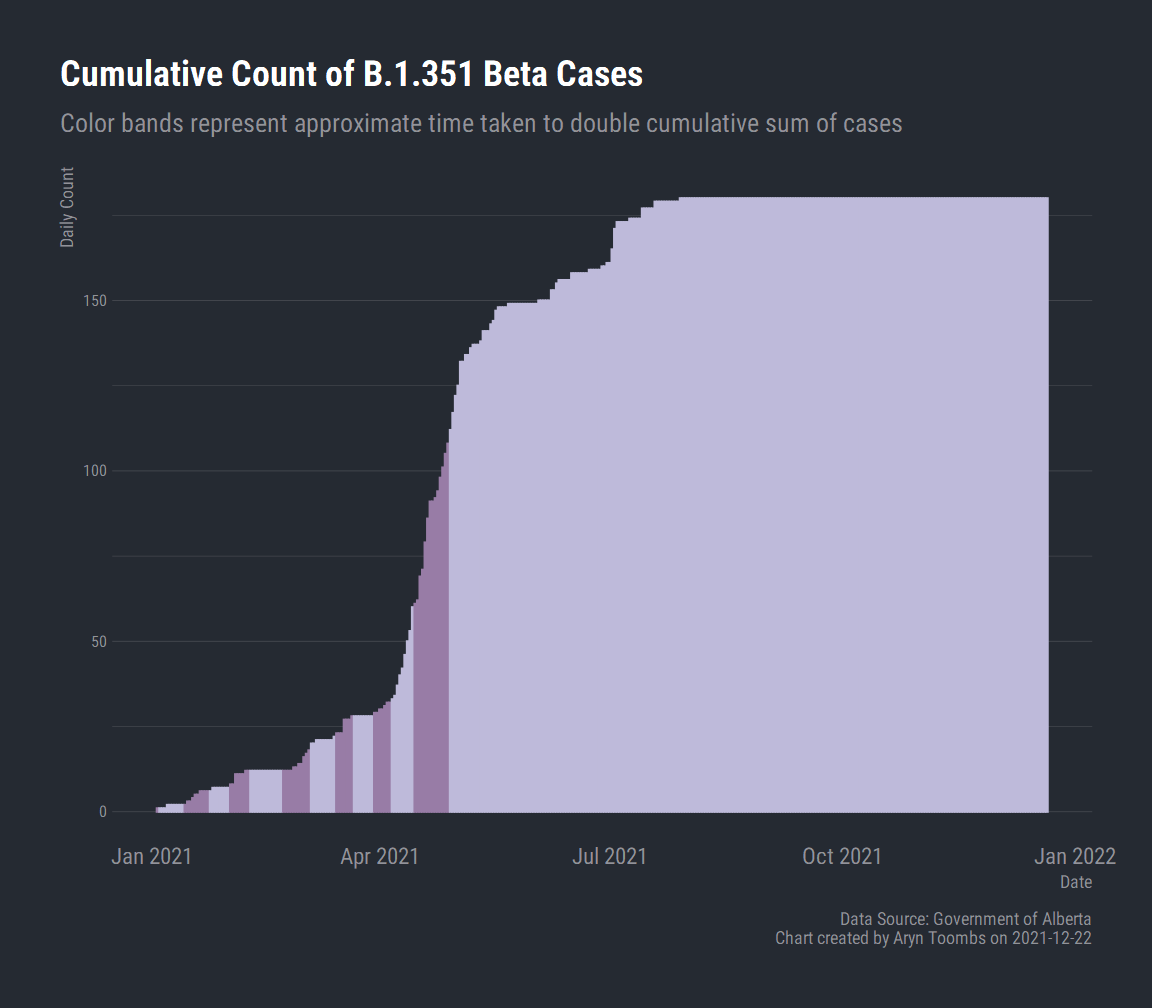 Cumulative Count of B.1.351 Beta Cases
Color bands represent approximate time taken to double cumulative sum of cases
Daily Count
150
100
50
0
Jan 2021
Apr 2021
Jul 2021
Oct 2021
Jan 2022
Date
Data Source: Government of Alberta
Chart created by Aryn Toombs on 2021-12-22